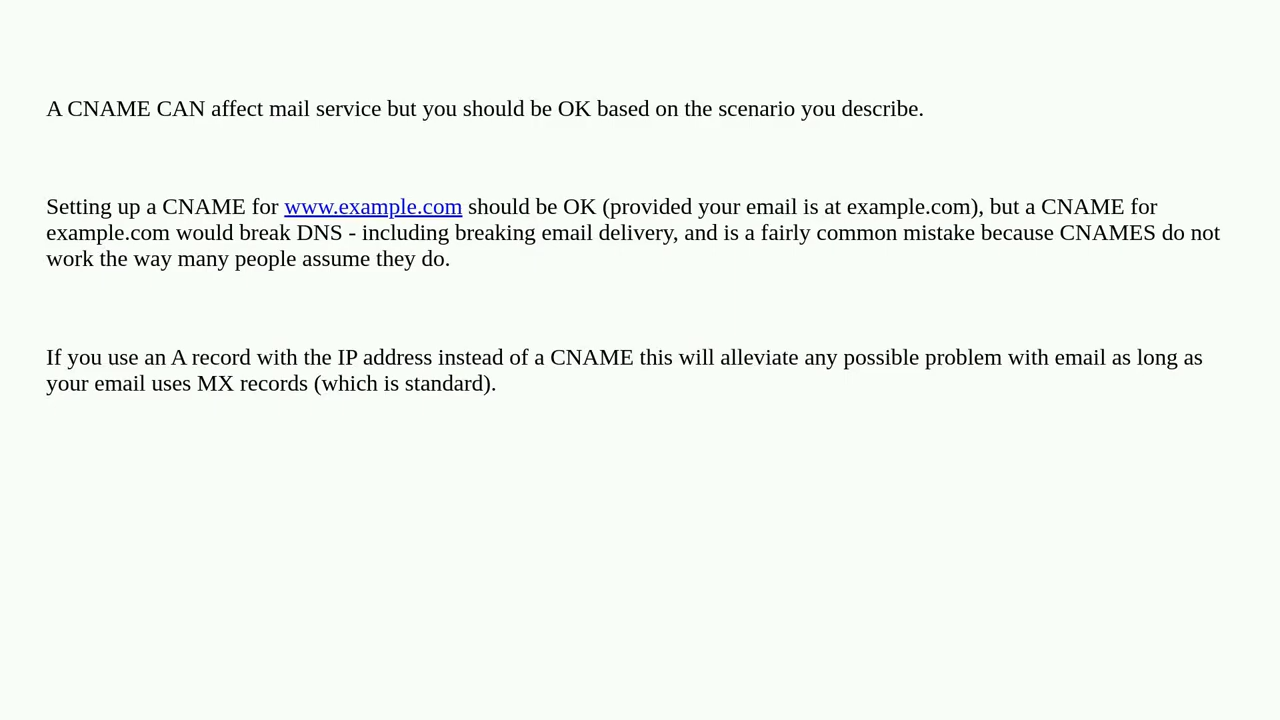 A CNAME CAN affect mail service but you should be OK based on the scenario you describe.
Setting up a CNAME for www.example.com should be OK (provided your email is at example.com), but a CNAME for
example.com would break DNS - including breaking email delivery, and is a fairly common mistake because CNAMES do not
work the way many people assume they do.
If you use an A record with the IP address instead of a CNAME this will alleviate any possible problem with email as long as
your email uses MX records (which is standard).